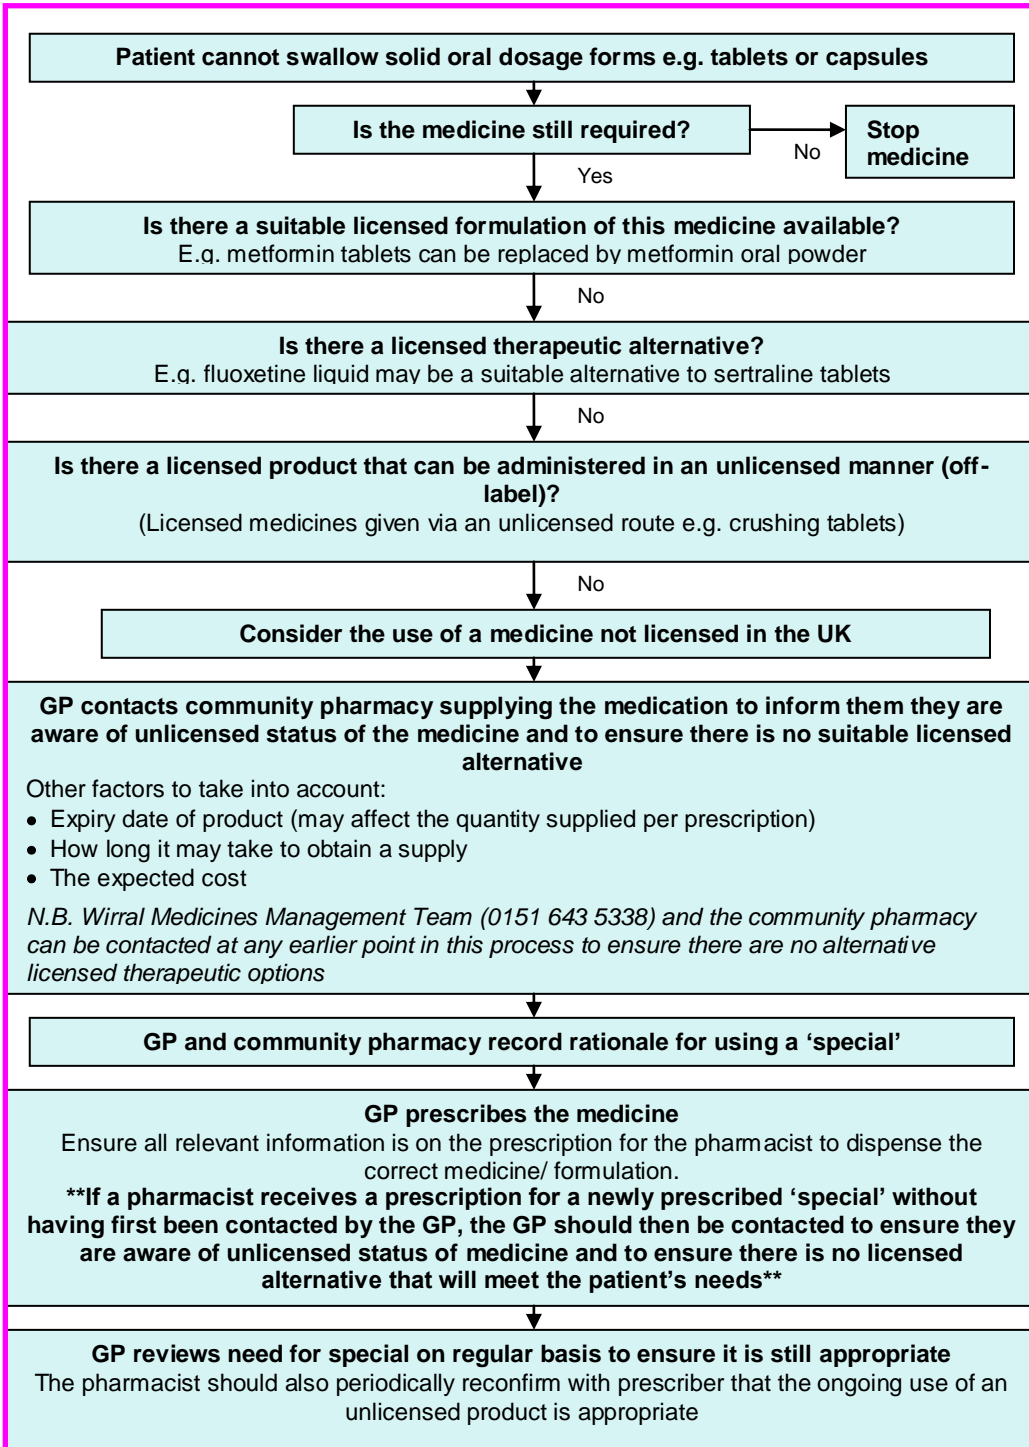 Patient cannot swallow solid oral dosage forms e.g. tablets or capsules
Is the medicine still required?
No
Stop
medicine
Yes
Is there a suitable licensed formulation of this medicine available?
E.g. metformin tablets can be replaced by metformin oral powder
No
Is there a licensed therapeutic alternative?
E.g. fluoxetine liquid may be a suitable alternative to sertraline tablets
No
Is there a licensed product that can be administered in an unlicensed manner (off-
label)?
(Licensed medicines given via an unlicensed route e.g. crushing tablets)
No
Consider the use of a medicine not licensed in the UK
GP contacts community pharmacy supplying the medication to inform them they are
aware of unlicensed status of the medicine and to ensure there is no suitable licensed
alternative
Other factors to take into account:
• Expiry date of product (may affect the quantity supplied per prescription)
• How long it may take to obtain a supply
• The expected cost
N.B. Wirral Medicines Management Team (0151 643 5338) and the community pharmacy
can be contacted at any earlier point in this process to ensure there are no alternative
licensed therapeutic options
GP and community pharmacy record rationale for using a ‘special’
GP prescribes the medicine
Ensure all relevant information is on the prescription for the pharmacist to dispense the
correct medicine/ formulation.
**If a pharmacist receives a prescription for a newly prescribed ‘special’ without
having first been contacted by the GP, the GP should then be contacted to ensure they
are aware of unlicensed status of medicine and to ensure there is no licensed
alternative that will meet the patient’s needs**
GP reviews need for special on regular basis to ensure it is still appropriate
The pharmacist should also periodically reconfirm with prescriber that the ongoing use of an
unlicensed product is appropriate